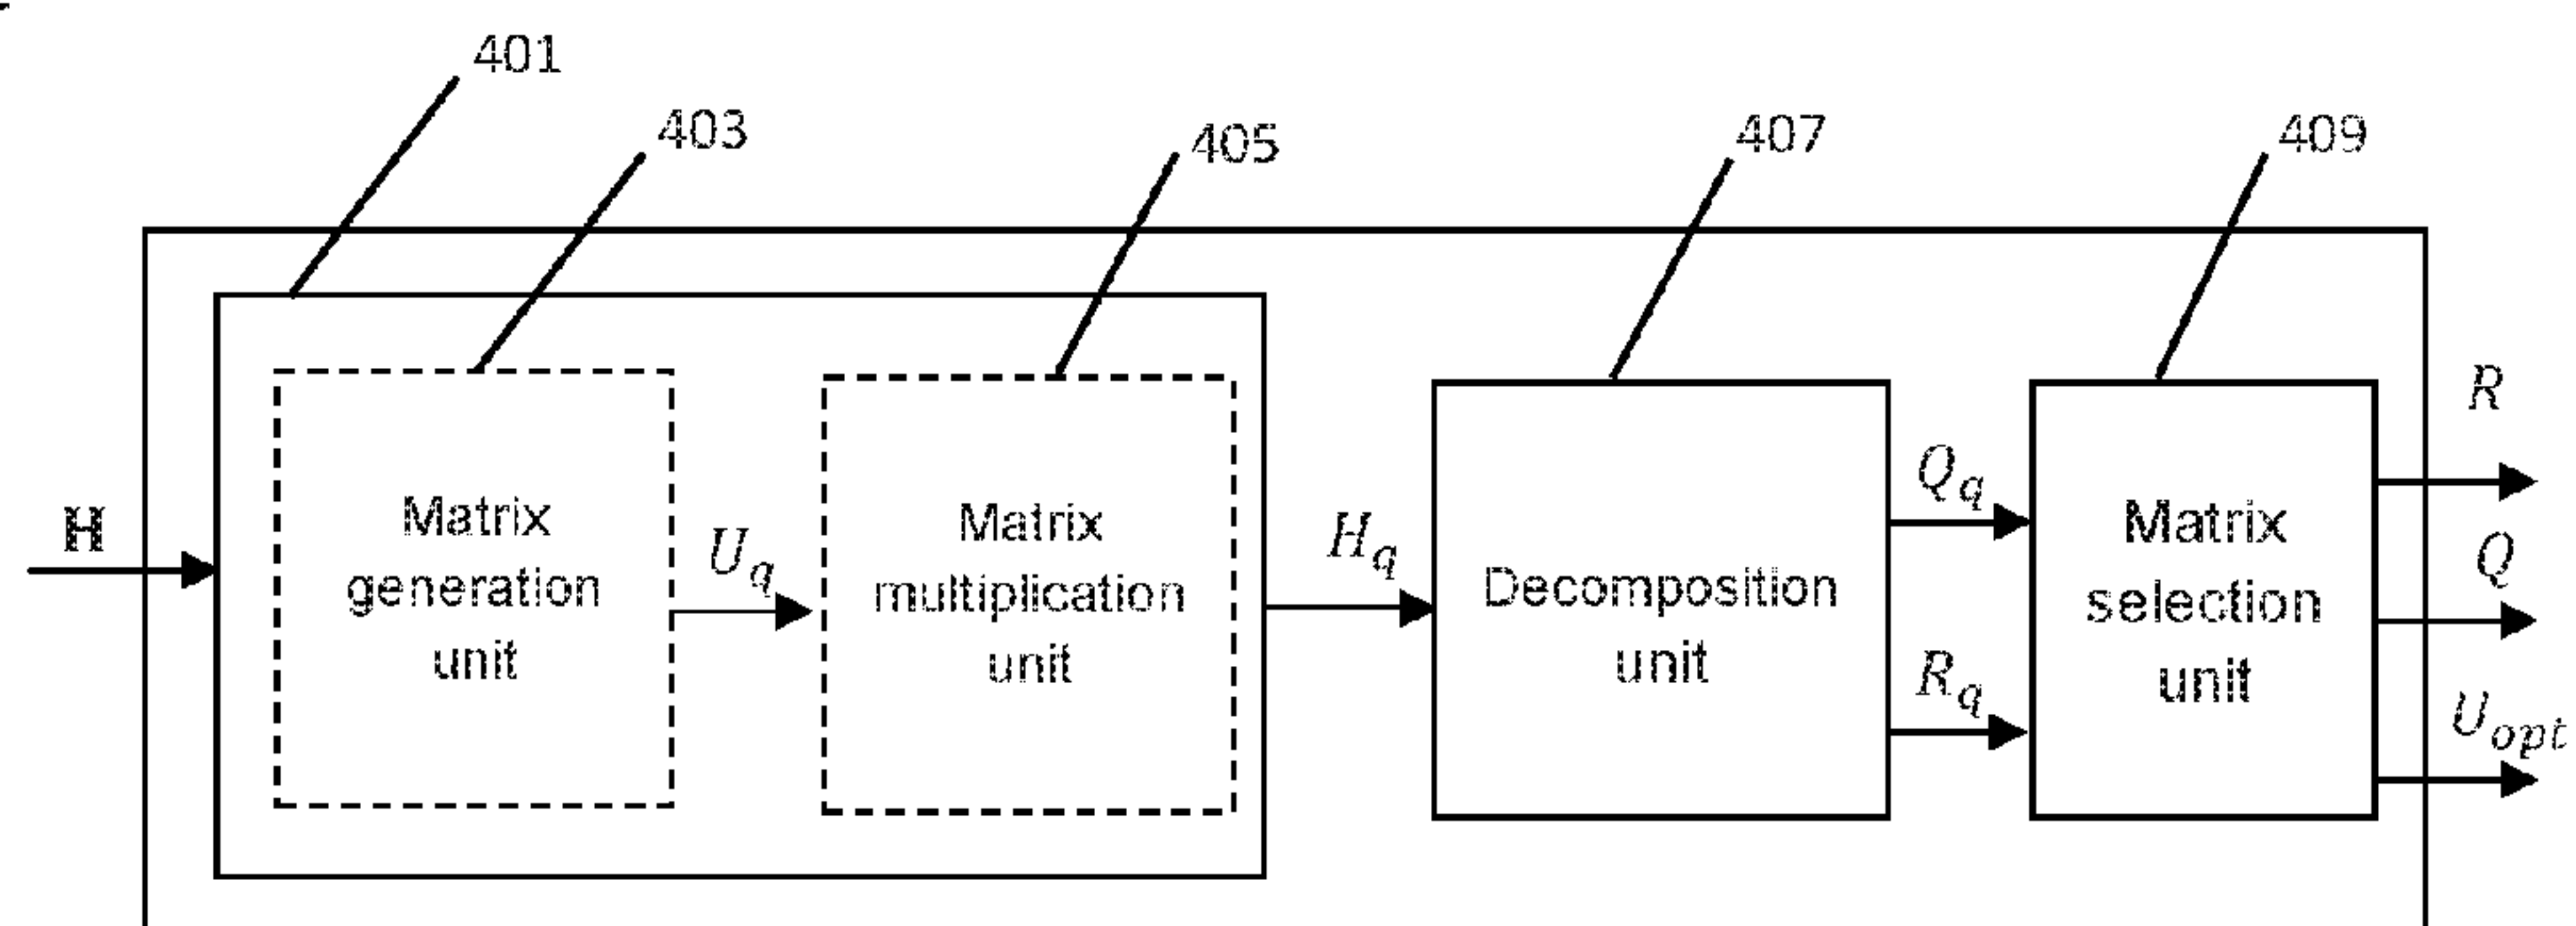 401
403
405
407
409
H
Matrix
generation
unit
U_q
Matrix
multiplication
unit
H_q
Decomposition
unit
Q_q
R_q
Matrix
selection
unit
R
Q
U_opt